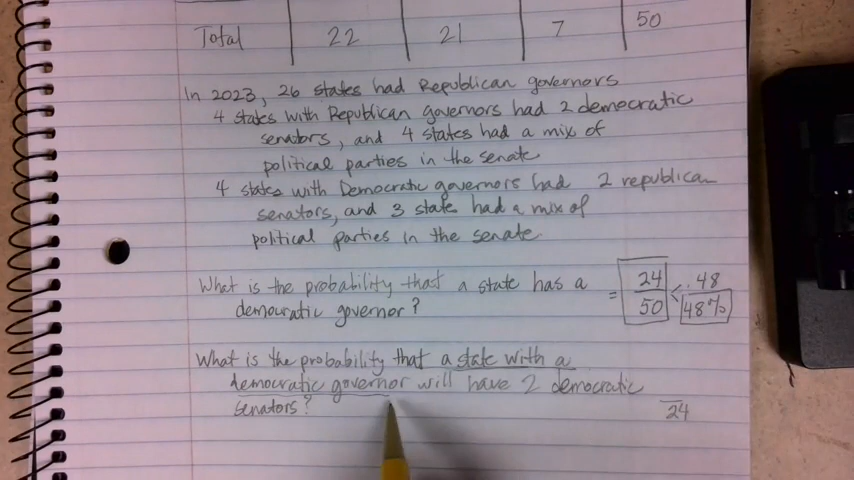 Total 22 21 7 50
In 2023, 26 states had Republican governors
4 states with Republican governors had 2 democratic
senators, and 4 states had a mix of
political parties in the senate
4 states with Democratic governors had 2 republican
senators, and 3 state had a mix of
political parties in the senate
What is the probability that a state has a
democratic governor?
= 24/50 < .48
48%
What is the probability that a state with a
democratic governor will have 2 democratic
senators?
/24